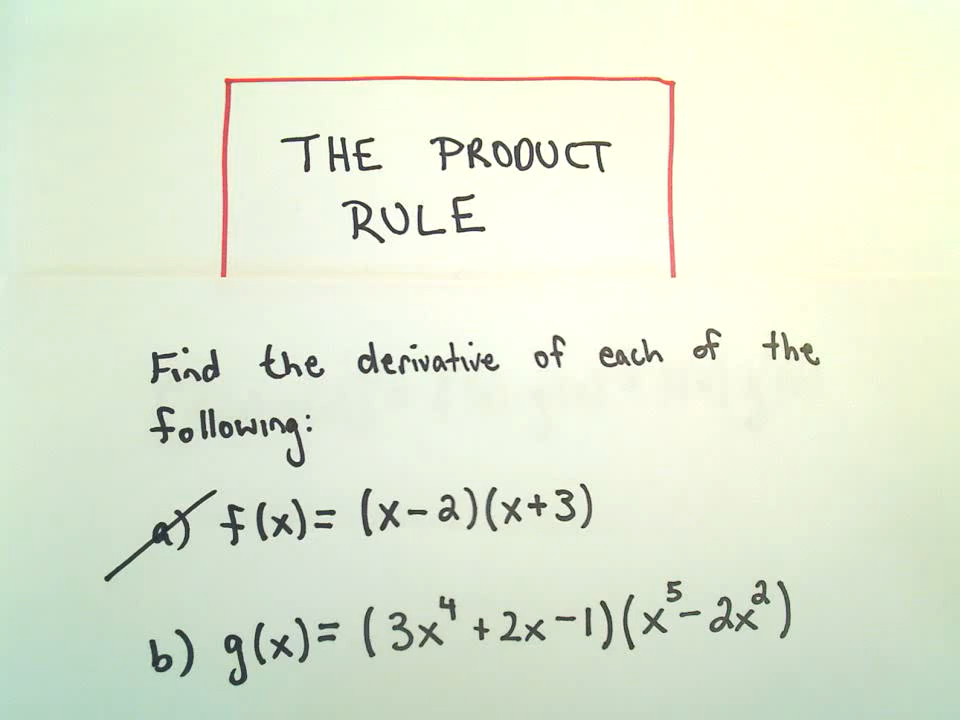 THE PRODUCT
RULE
Find the derivative of each of the
following:
a) f(x)= (x-2)(x+3)
b) g(x)= (3x⁴+2x-1)(x⁵-2x²)